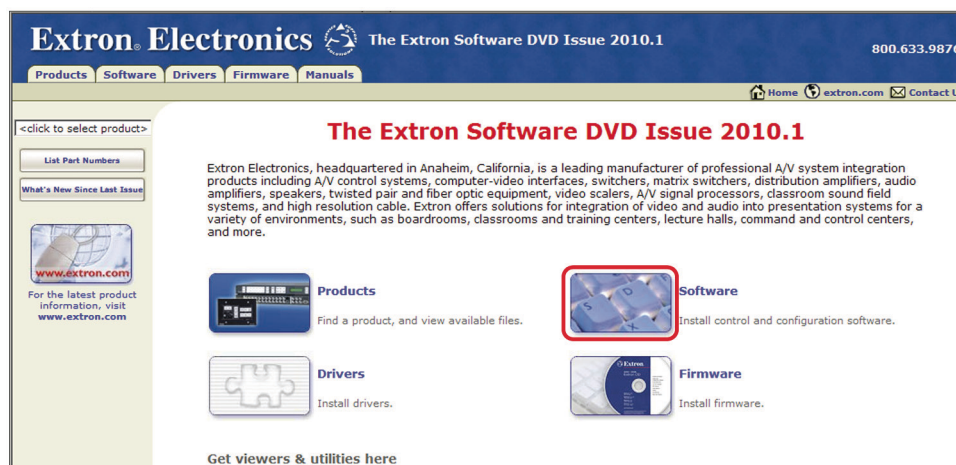 Extron® Electronics The Extron Software DVD Issue 2010.1
800.633.9876
Products Software Drivers Firmware Manuals
Home extron.com Contact U
<click to select product>
List Part Numbers
What's New Since Last Issue
www.extron.com
For the latest product
information, visit
www.extron.com
The Extron Software DVD Issue 2010.1
Extron Electronics, headquartered in Anaheim, California, is a leading manufacturer of professional A/V system integration
products including A/V control systems, computer-video interfaces, switchers, matrix switchers, distribution amplifiers, audio
amplifiers, speakers, twisted pair and fiber optic equipment, video scalers, A/V signal processors, classroom sound field
systems, and high resolution cable. Extron offers solutions for integration of video and audio into presentation systems for a
variety of environments, such as boardrooms, classrooms and training centers, lecture halls, command and control centers,
and more.
Products
Find a product, and view available files.
S D X
Software
Install control and configuration software.
Drivers
Install drivers.
Extron
Firmware
Install firmware.
Get viewers & utilities here